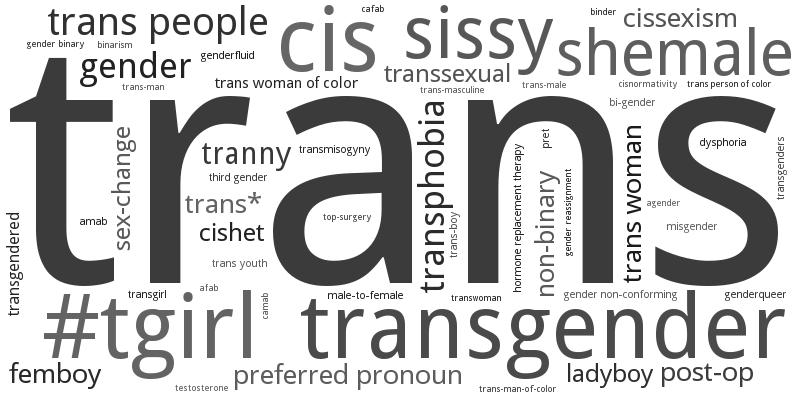 trans people
cafab
cis
sissy
binder
cissexism
gender binary
binarism
genderfluid
shemale
gender
transsexual
trans-man
trans woman of color
trans-masculine
trans-male
cisnormativity
trans person of color
trans
bi-gender
sex-change
tranny
transmisogyny
transphobia
hormone replacement therapy
pret
gender reassignment
trans woman
dysphoria
transgenders
third gender
non-binary
trans*
agender
amab
top-surgery
trans-boy
misgender
transgendered
cishet
trans youth
afab
transgirl
camab
male-to-female
transwoman
gender non-conforming
genderqueer
#tgirl
transgender
femboy
testosterone
preferred pronoun
trans-man-of-color
ladyboy
post-op